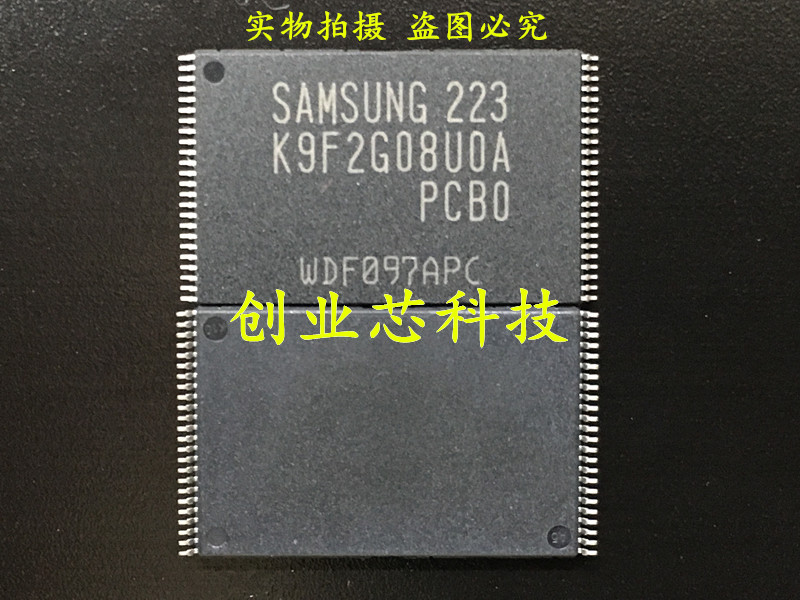 实物拍摄 盗图必究
SAMSUNG 223
K9F2G08U0A
PCB0
WDF097APC
创业芯科技